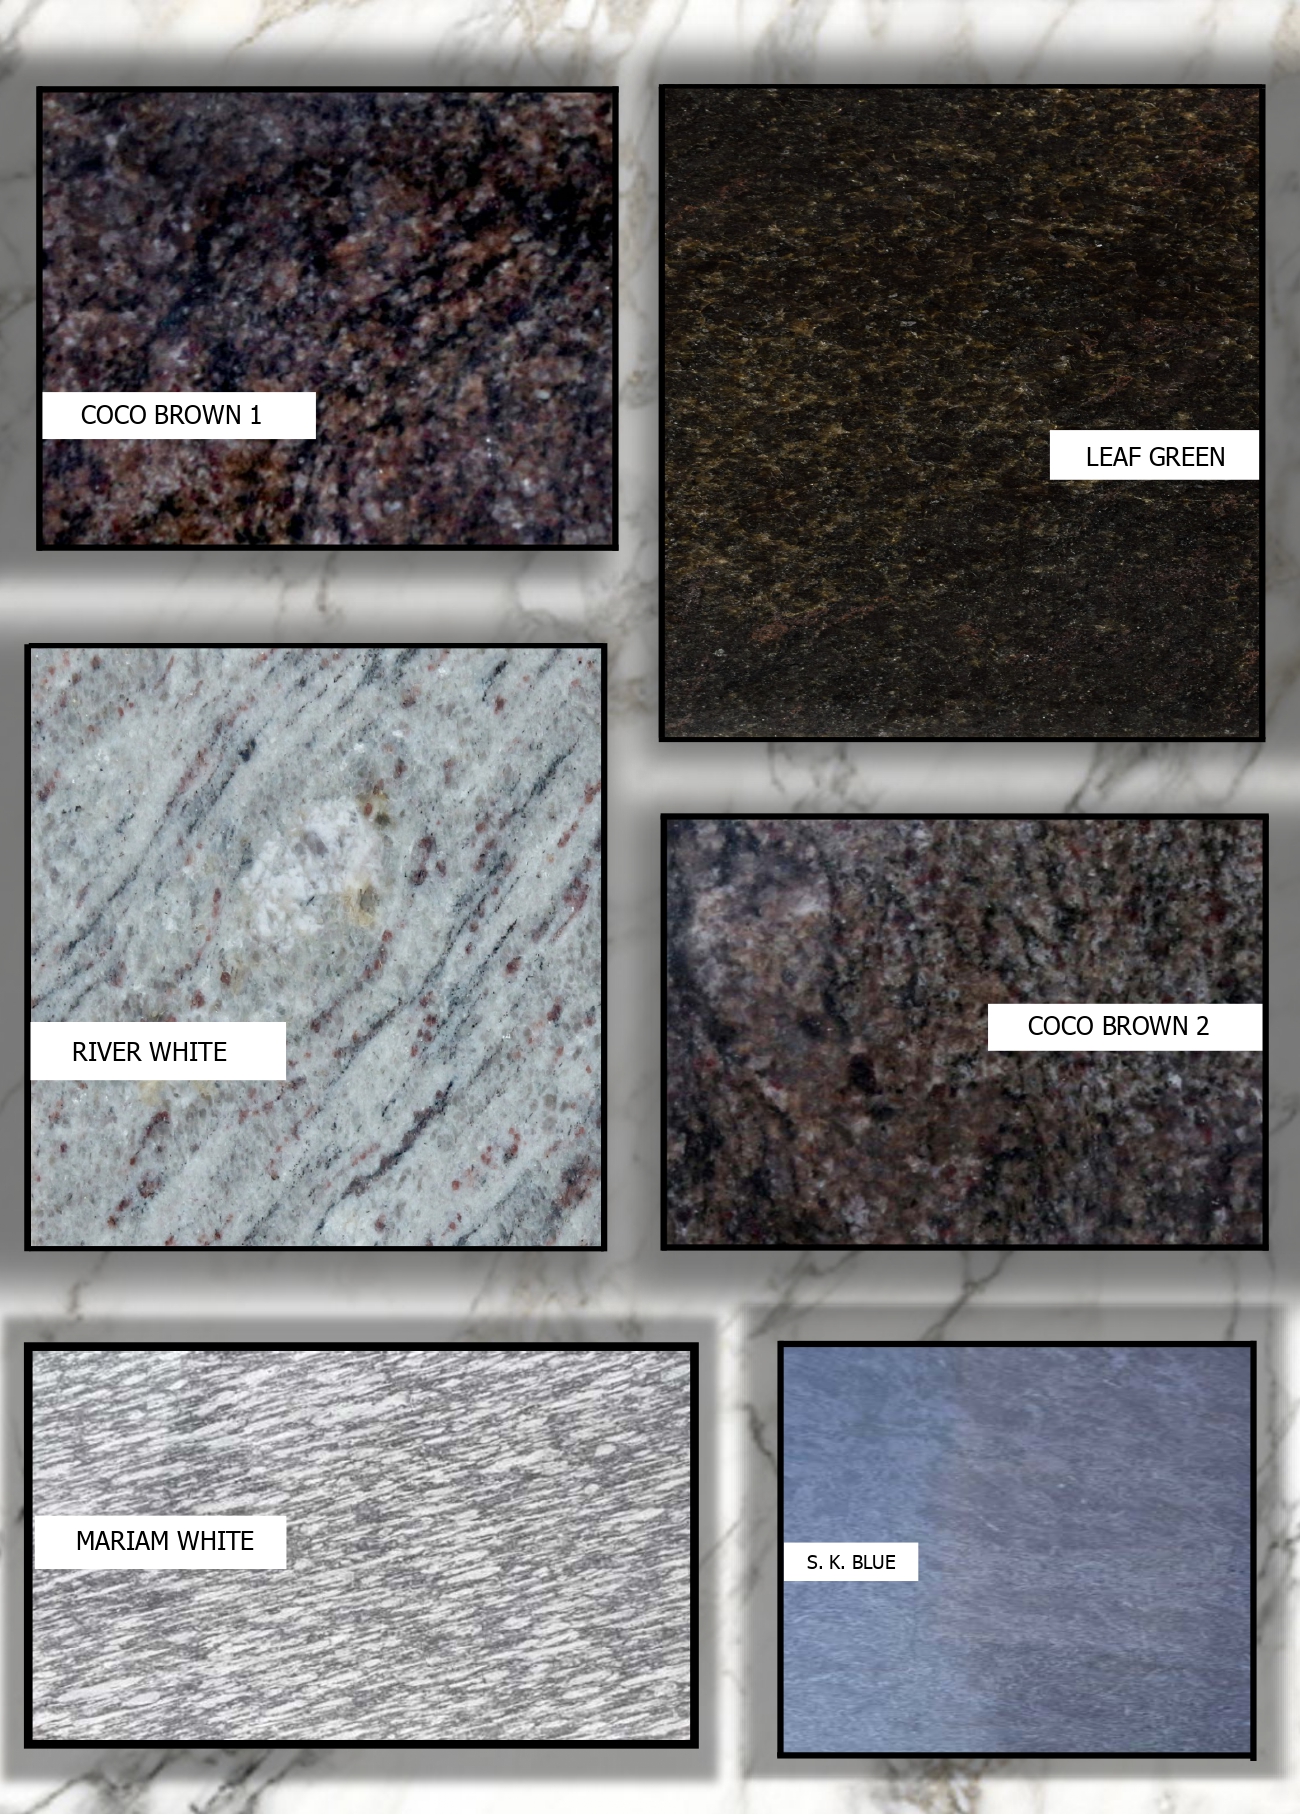 COCO BROWN 1
LEAF GREEN
RIVER WHITE
COCO BROWN 2
MARIAM WHITE
S. K. BLUE